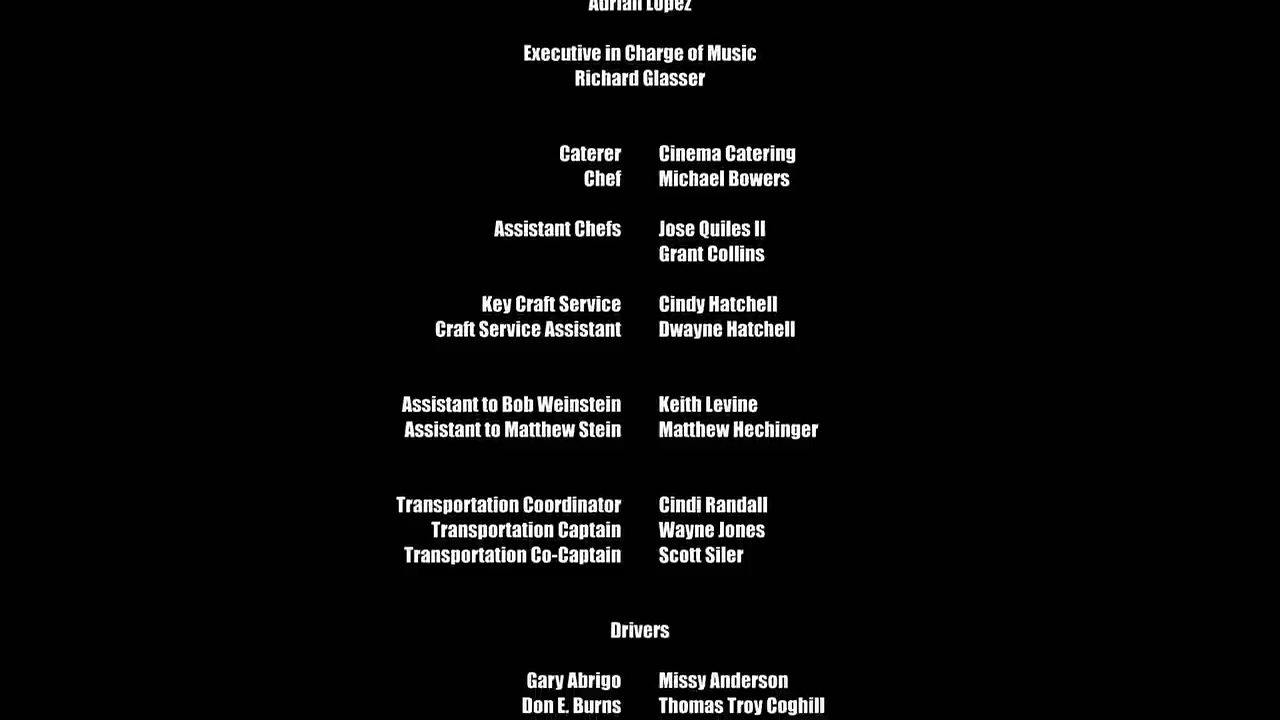 Adrian Lopez
Executive in Charge of Music
Richard Glasser
Caterer Cinema Catering
Chef Michael Bowers
Assistant Chefs Jose Quiles II
Grant Collins
Key Craft Service Cindy Hatchell
Craft Service Assistant Dwayne Hatchell
Assistant to Bob Weinstein Keith Levine
Assistant to Matthew Stein Matthew Hechinger
Transportation Coordinator Cindi Randall
Transportation Captain Wayne Jones
Transportation Co-Captain Scott Siler
Drivers
Gary Abrigo Missy Anderson
Don E. Burns Thomas Troy Coghill